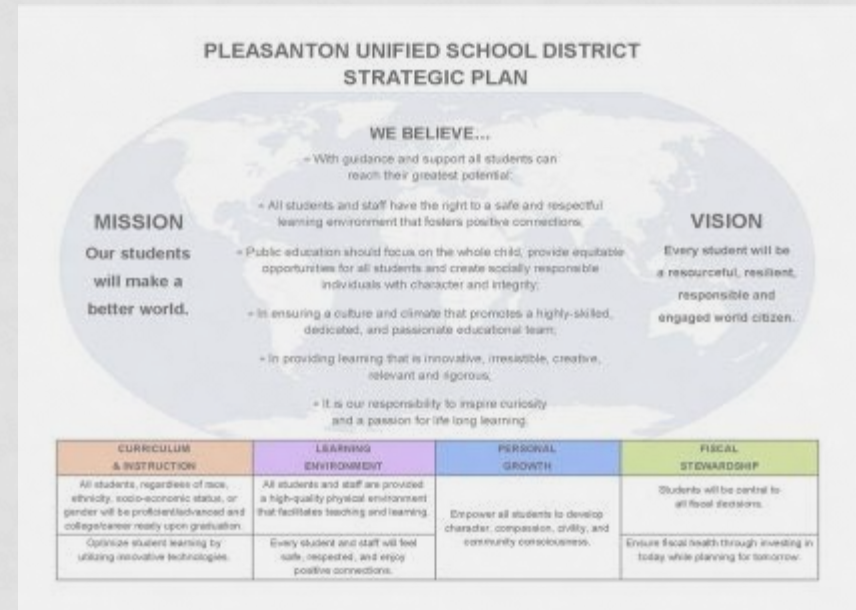 PLEASANTON UNIFIED SCHOOL DISTRICT
STRATEGIC PLAN
WE BELIEVE...
- With guidance and support all students can
reach their greatest potential;
- All students and staff have the right to a safe and respectful
learning environment that fosters positive connections;
- Public education should focus on the whole child, provide equitable
opportunities for all students and create socially responsible
individuals with character and integrity;
- In ensuring a culture and climate that promotes a highly-skilled,
dedicated, and passionate educational team;
- In providing learning that is innovative, irresistible, creative,
relevant and rigorous;
- It is our responsibility to inspire curiosity
and a passion for life long learning.
MISSION
Our students
will make a
better world.
VISION
Every student will be
a resourceful, resilient,
responsible and
engaged world citizen.
CURRICULUM
& INSTRUCTION
All students, regardless of race,
ethnicity, socio-economic status, or
gender will be proficient/advanced and
college/career ready upon graduation.
Optimize student learning by
utilizing innovative technologies.
LEARNING
ENVIRONMENT
All students and staff are provided
a high-quality physical environment
that facilitates teaching and learning.
Every student and staff will feel
safe, respected, and enjoy
positive connections.
PERSONAL
GROWTH
Empower all students to develop
character, compassion, civility, and
community consciousness.
FISCAL
STEWARDSHIP
Students will be central to
all fiscal decisions.
Ensure fiscal health through investing in
today while planning for tomorrow.